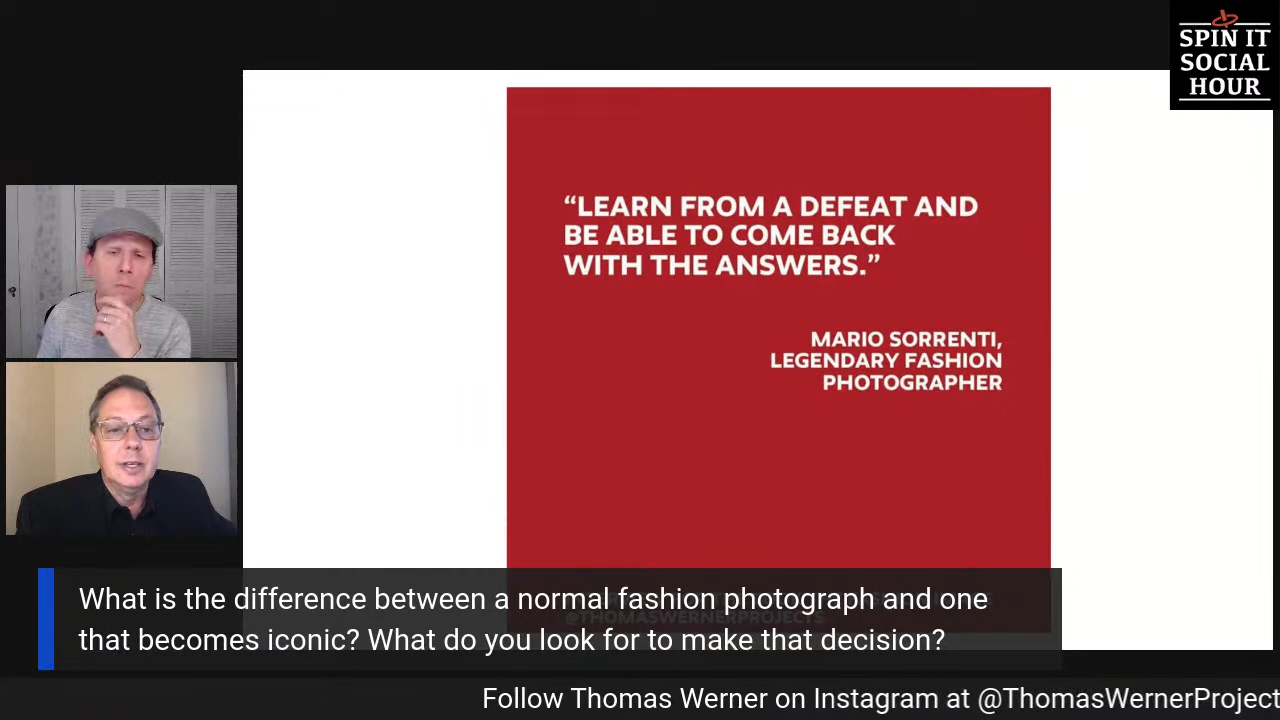 SPIN IT
SOCIAL
HOUR
“LEARN FROM A DEFEAT AND
BE ABLE TO COME BACK
WITH THE ANSWERS.”
MARIO SORRENTI,
LEGENDARY FASHION
PHOTOGRAPHER
@THOMASWERNERPROJECTS
What is the difference between a normal fashion photograph and one
that becomes iconic? What do you look for to make that decision?
Follow Thomas Werner on Instagram at @ThomasWernerProject